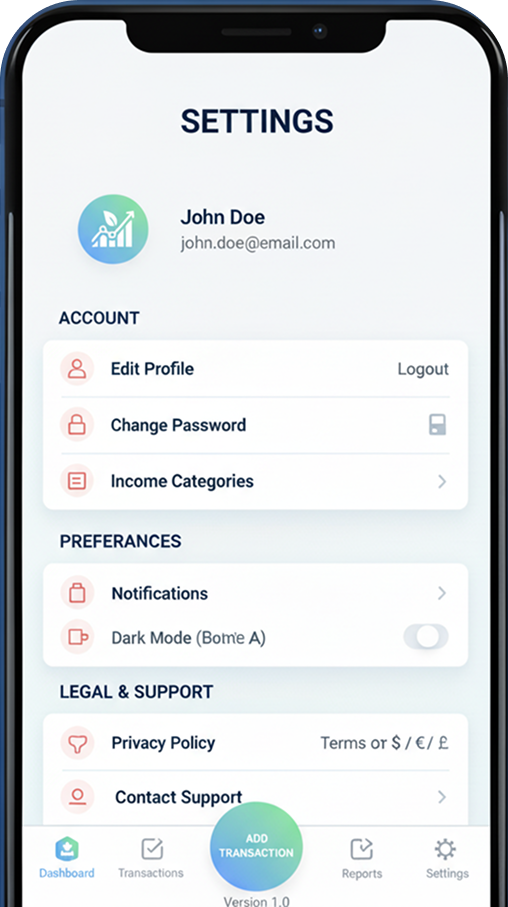 SETTINGS
John Doe
john.doe@email.com
ACCOUNT
Edit Profile Logout
Change Password
Income Categories
PREFERANCES
Notifications
Dark Mode (Bome A)
LEGAL & SUPPORT
Privacy Policy Terms or $ / € / £
Contact Support
ADD
TRANSACTION
Dashboard Transactions Reports Settings
Version 1.0